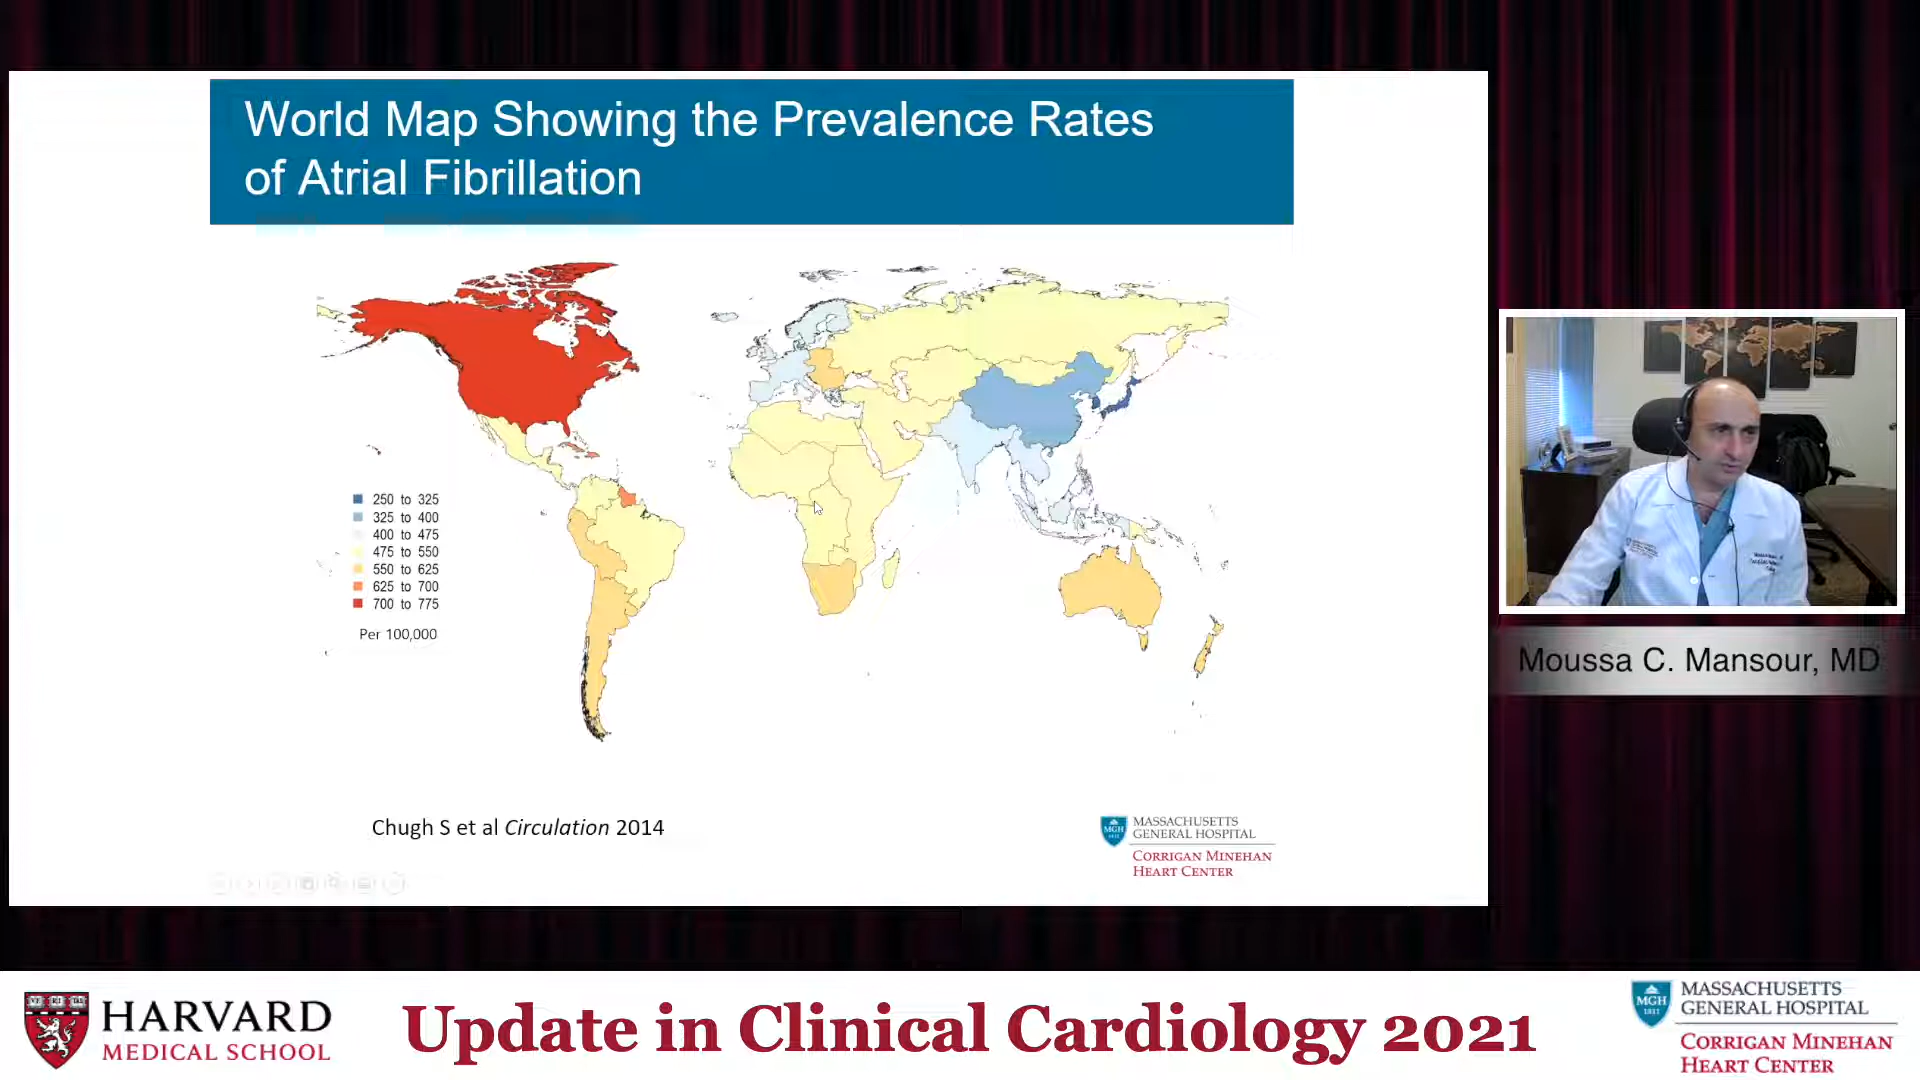 World Map Showing the Prevalence Rates
of Atrial Fibrillation
250 to 325
325 to 400
400 to 475
475 to 550
550 to 625
625 to 700
700 to 775
Per 100,000
Chugh S et al Circulation 2014
MGH
1811
MASSACHUSETTS
GENERAL HOSPITAL
CORRIGAN MINEHAN
HEART CENTER
Moussa C. Mansour, MD
HARVARD
MEDICAL SCHOOL
Update in Clinical Cardiology 2021
MGH
1811
MASSACHUSETTS
GENERAL HOSPITAL
CORRIGAN MINEHAN
HEART CENTER